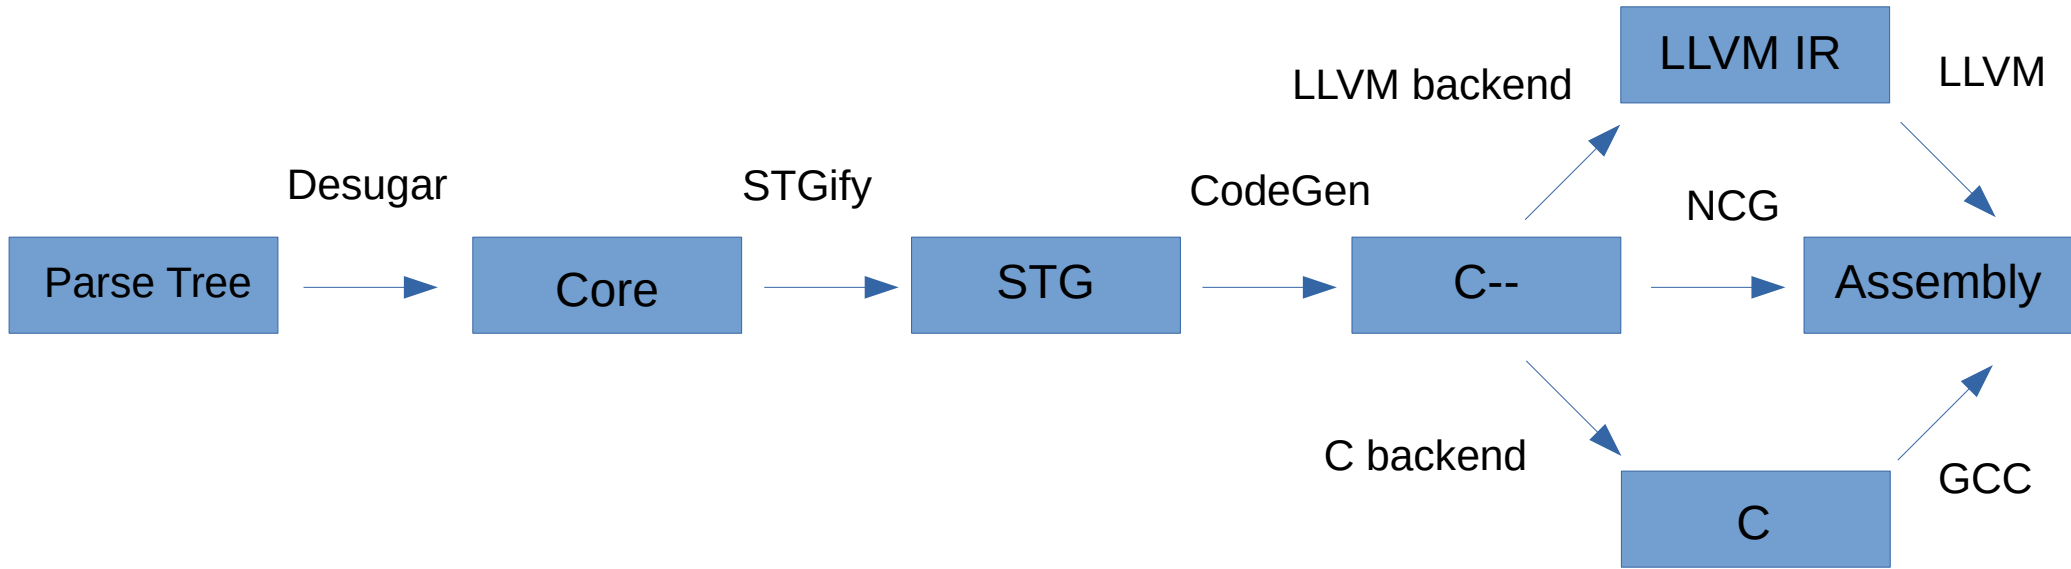 LLVM IR
LLVM
LLVM backend
Desugar
STGify
CodeGen
NCG
Parse Tree
Core
STG
C--
Assembly
C backend
GCC
C